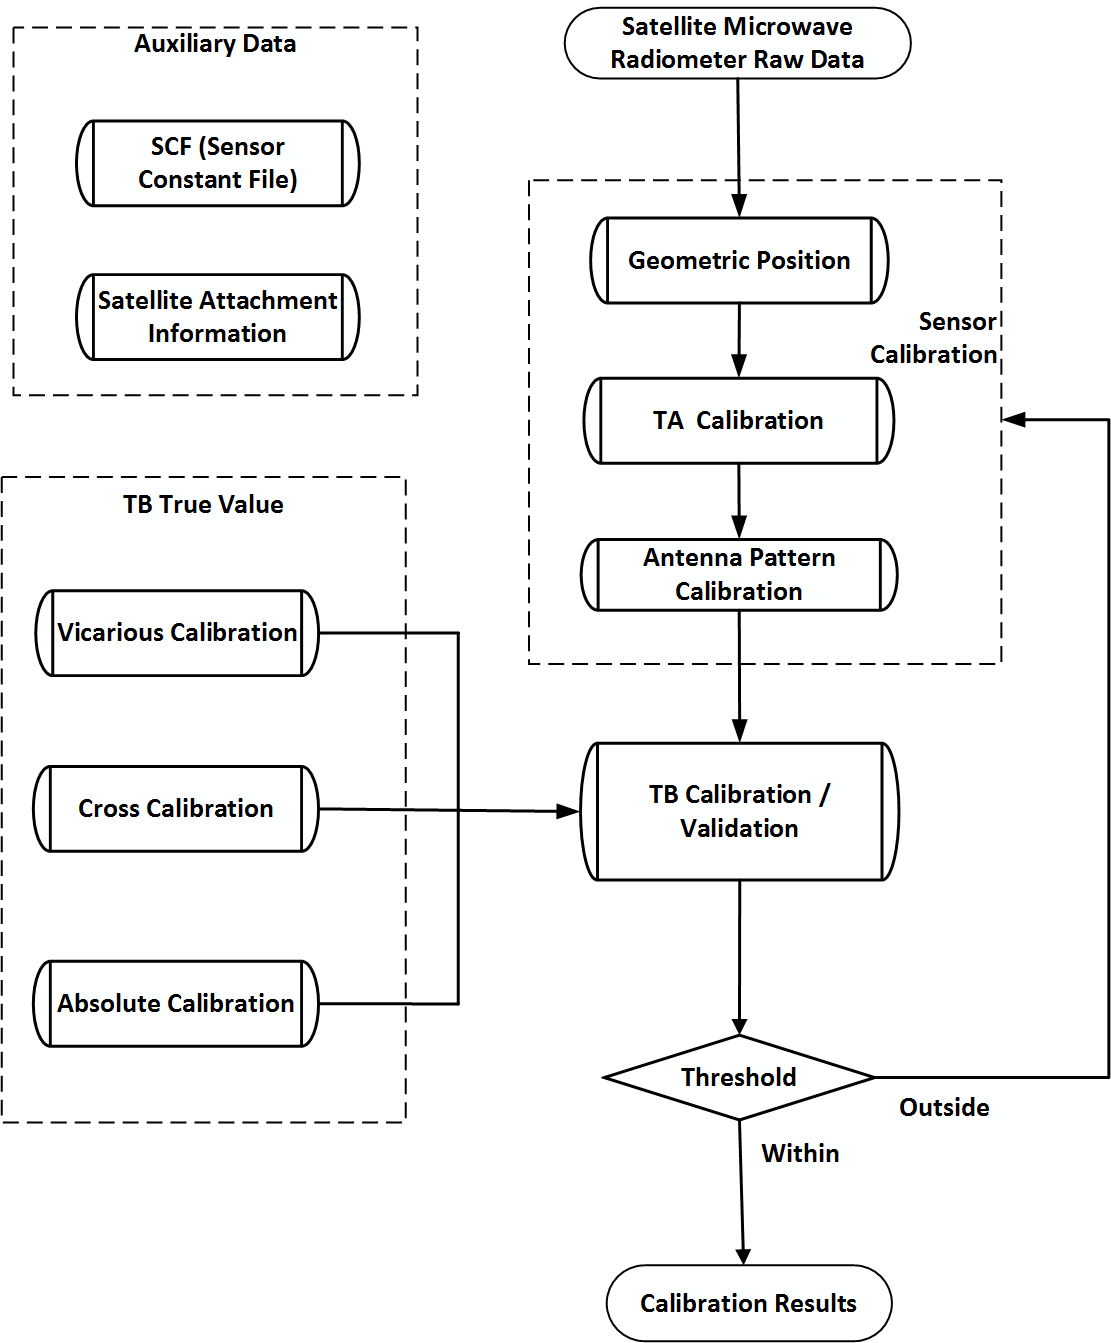 Auxiliary Data
SCF (Sensor
Constant File)
Satellite Attachment
Information
Satellite Microwave
Radiometer Raw Data
Geometric Position
Sensor
Calibration
TA Calibration
Antenna Pattern
Calibration
TB True Value
Vicarious Calibration
Cross Calibration
Absolute Calibration
TB Calibration /
Validation
Threshold
Outside
Within
Calibration Results